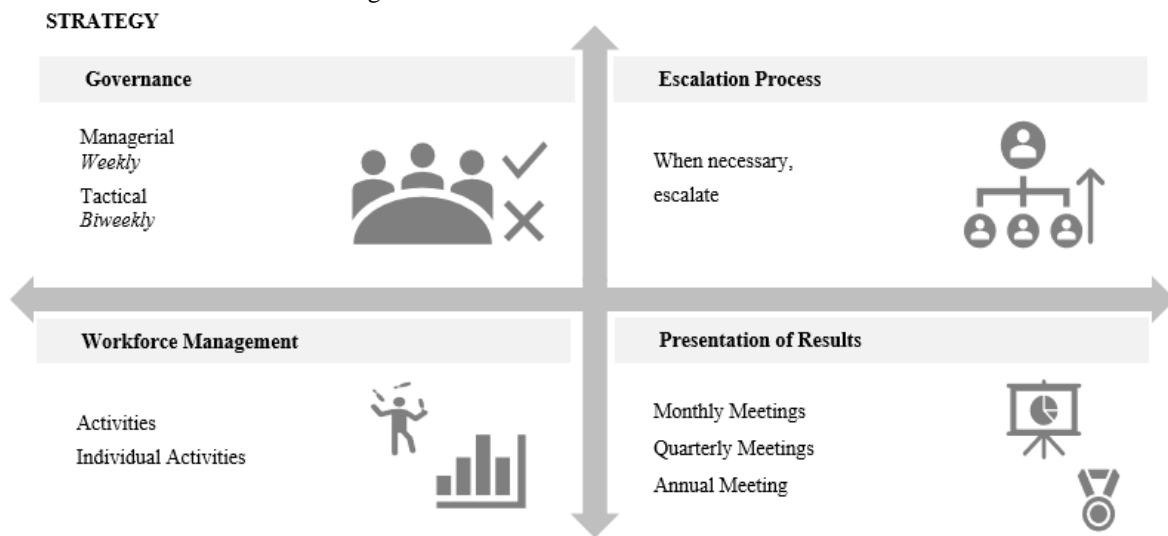 STRATEGY
Governance
Managerial
Weekly
Tactical
Biweekly
Escalation Process
When necessary,
escalate
Workforce Management
Activities
Individual Activities
Presentation of Results
Monthly Meetings
Quarterly Meetings
Annual Meeting